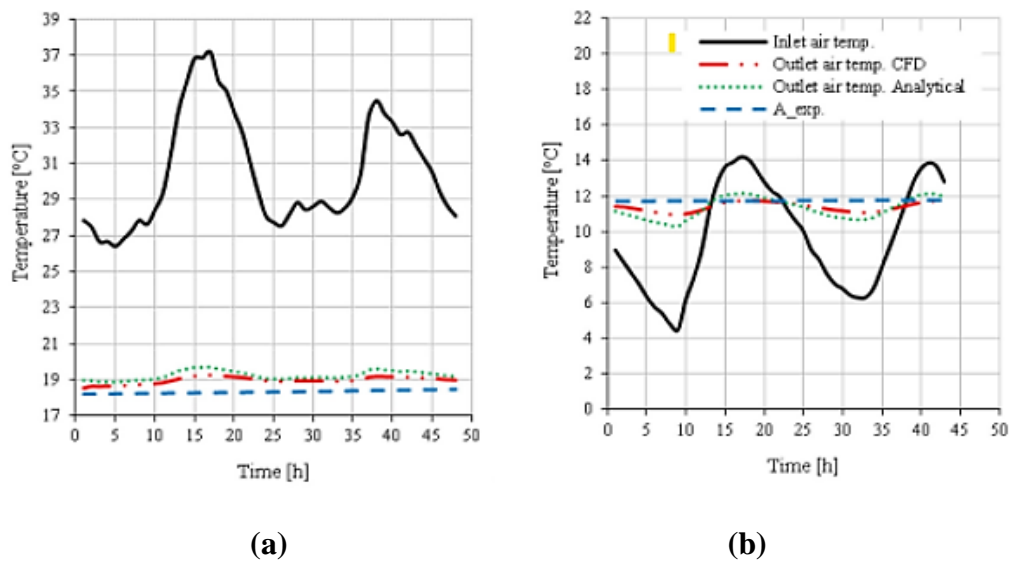 39
37
35
33
31
29
27
25
23
21
19
17
Temperature [°C]
0 5 10 15 20 25 30 35 40 45 50
Time [h]
(a)
22
20
18
16
14
12
10
8
6
4
2
0
Temperature [°C]
Inlet air temp.
Outlet air temp. CFD
Outlet air temp. Analytical
A_exp.
0 5 10 15 20 25 30 35 40 45 50
Time [h]
(b)